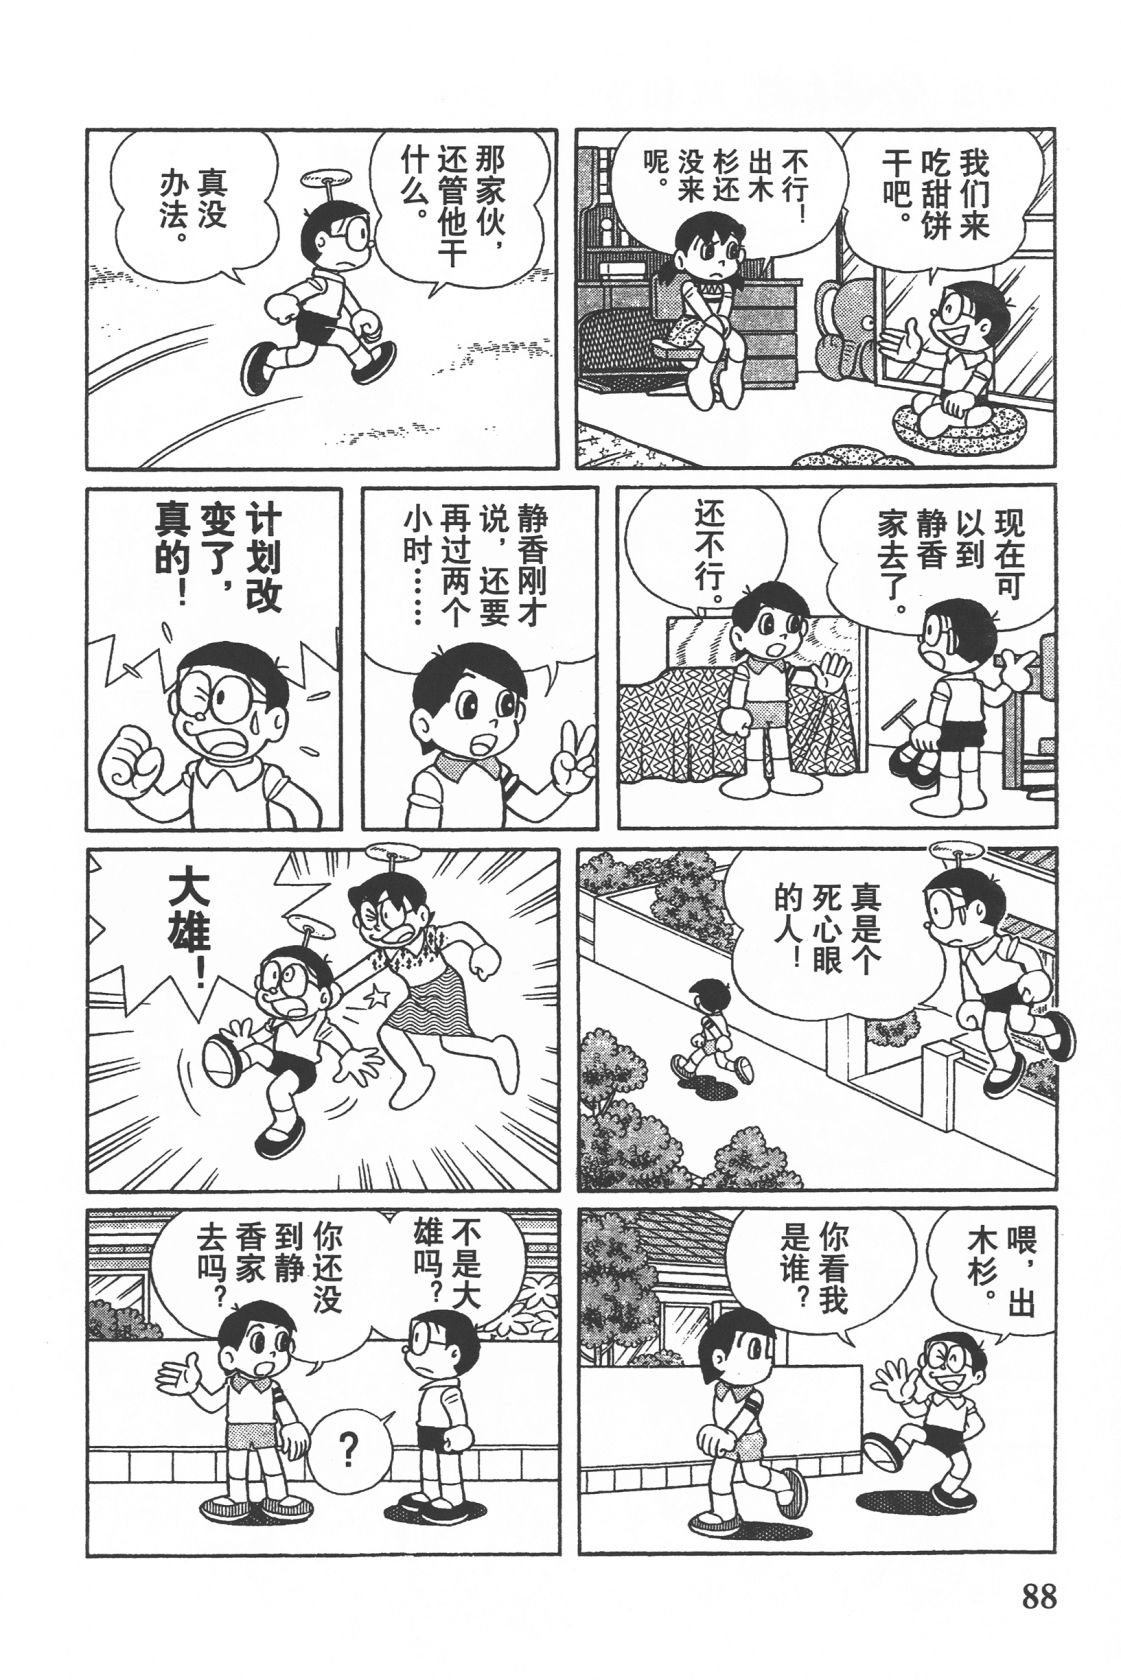 我们来
吃甜饼
干吧。
不行！
出木
杉还
没来
呢。
那家伙，
还管他干
什么。
真没
办法。
现在可
以到
静香
家去了。
还不行。
静香刚才
说，还要
再过两个
小时……
计划改
变了，
真的！
真是个
死心眼
的人！
大雄！
喂，出
木杉。
你看我
是谁？
不是大
雄吗？
你还没
到静
香家
去吗？
？
88